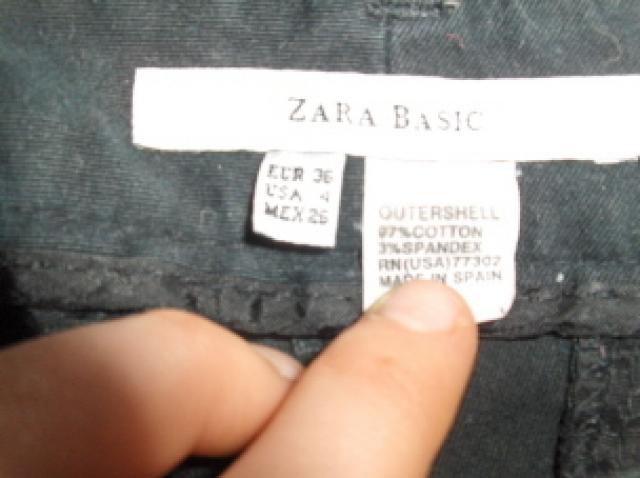 ZARA BASIC
EUR 36
USA 4
MEX 26
OUTERSHELL
97%COTTON
3%SPANDEX
RN(USA)77302
MADE IN SPAIN